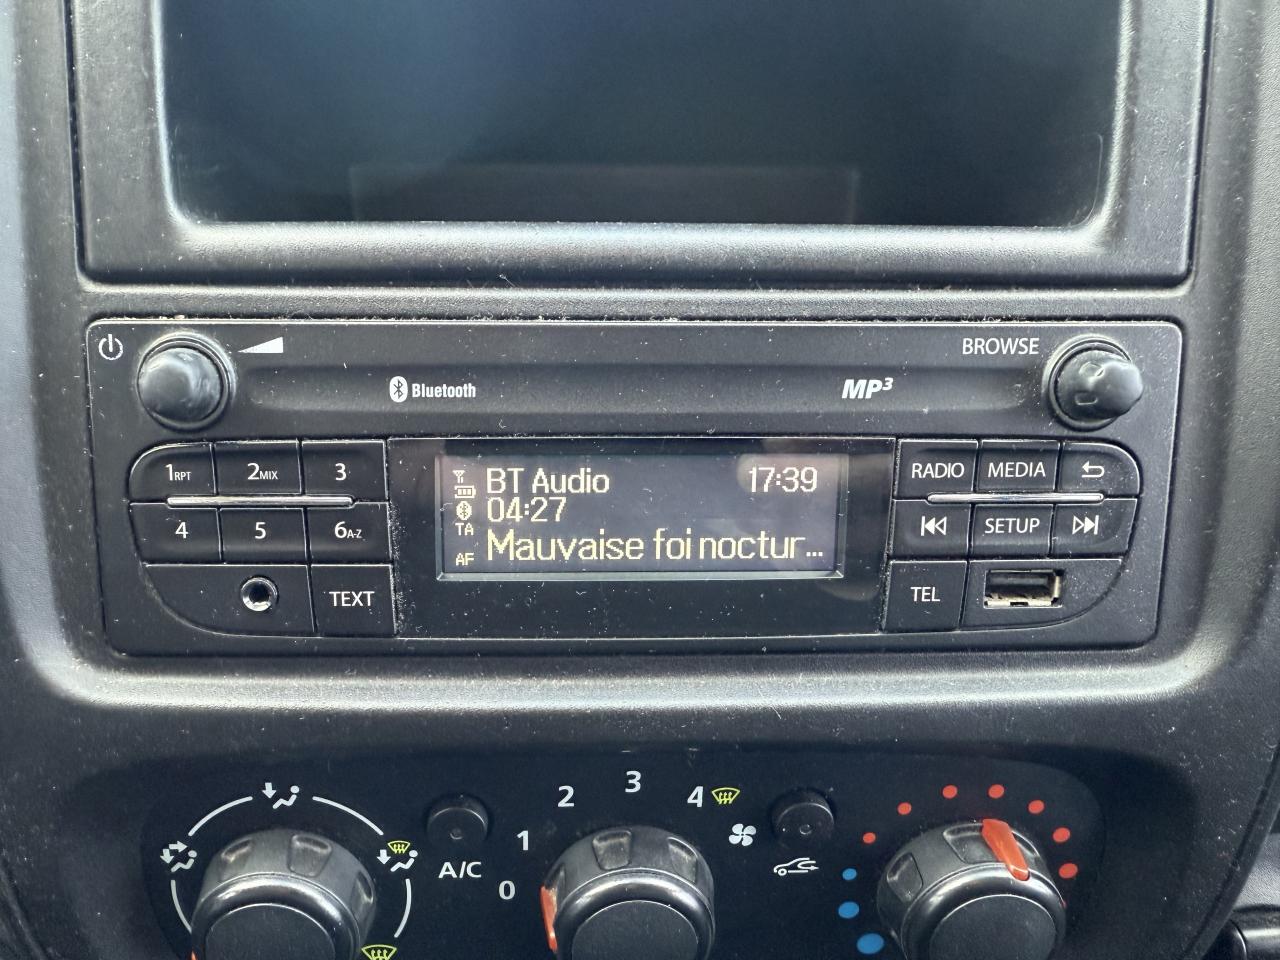 BROWSE
Bluetooth
MP3
1RPT
2MIX
3
4
5
6A-Z
TEXT
BT Audio
17:39
04:27
TA
AF
Mauvaise foi noctur...
RADIO
MEDIA
SETUP
TEL
A/C
0
1
2
3
4